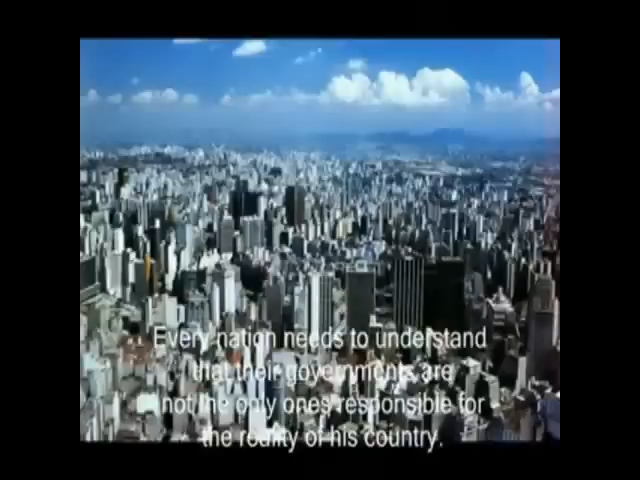 Every nation needs to understand
that their governments are
not the only ones responsible for
the reality of his country.